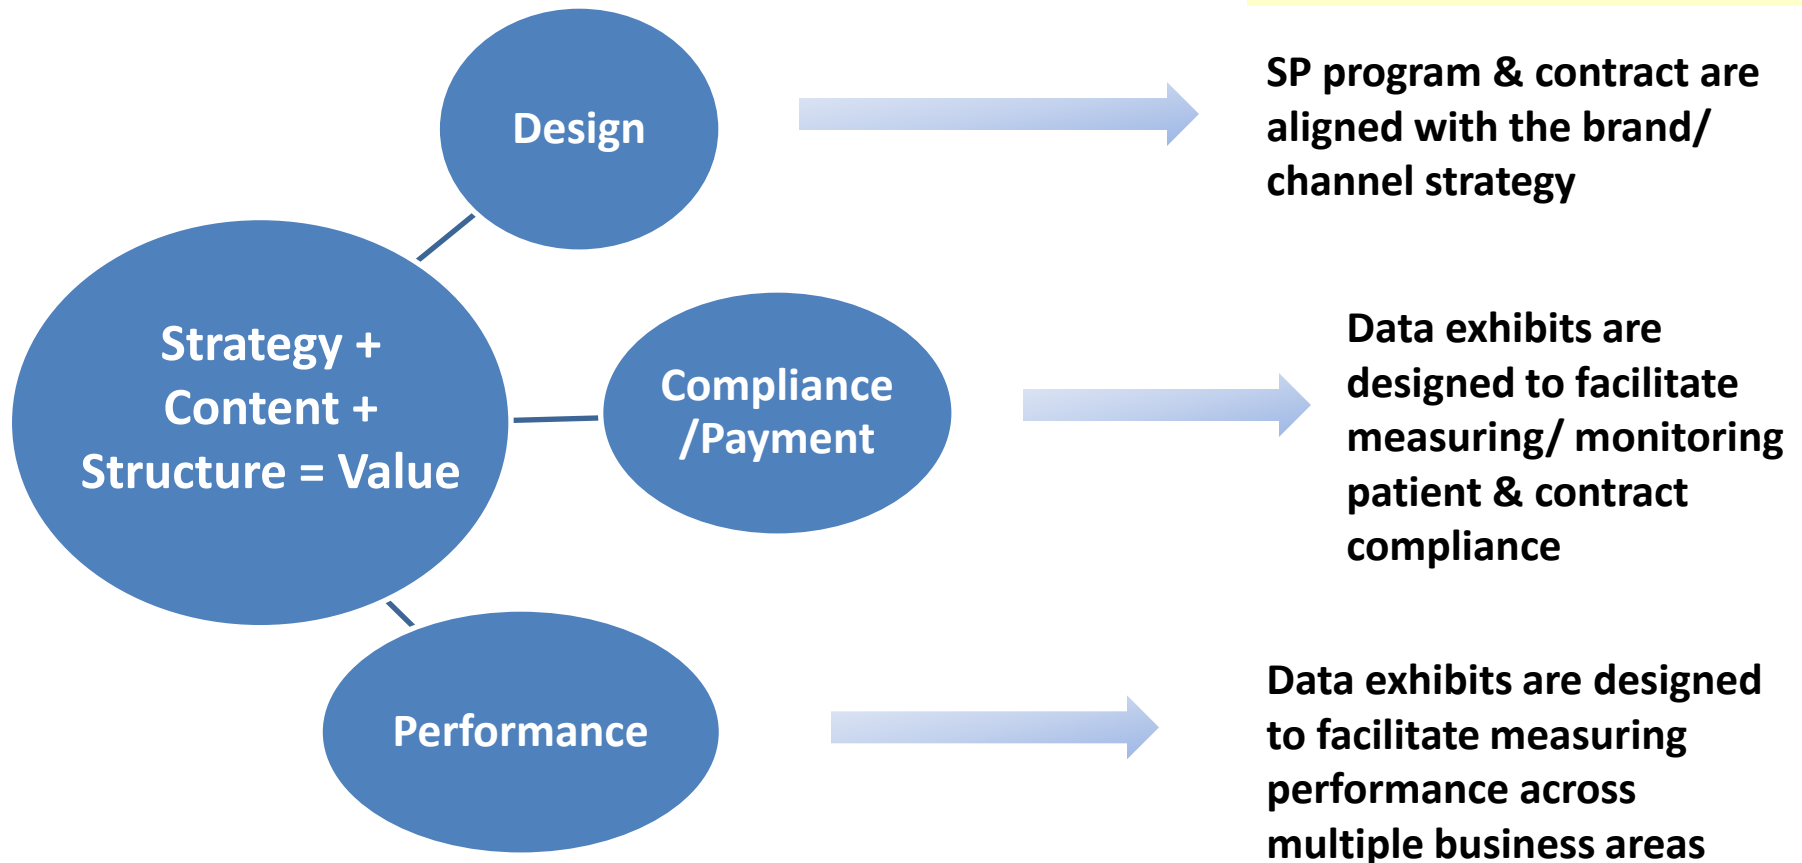 Design
SP program & contract are
aligned with the brand/
channel strategy
Strategy +
Content +
Structure = Value
Compliance
/Payment
Data exhibits are
designed to facilitate
measuring/ monitoring
patient & contract
compliance
Performance
Data exhibits are designed
to facilitate measuring
performance across
multiple business areas